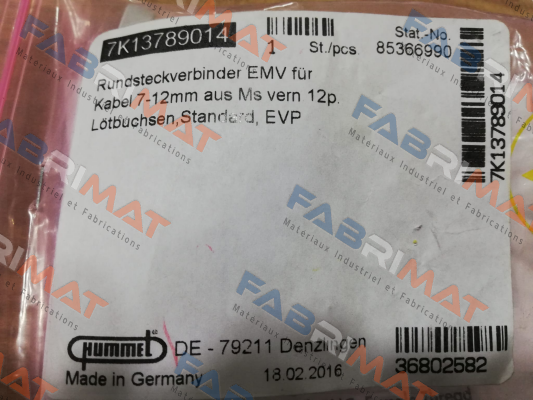 7K13789014
1 St./pcs.
Stat.-No.
85366990
Rundsteckverbinder EMV für
Kabel 7-12mm aus Ms vern 12p.
Lötbuchsen,Standard, EVP
7K13789014
HUMMEL
DE - 79211 Denzlingen
Made in Germany
18.02.2016
36802582
FABRIMAT
Materiaux Industriel et Fabrications